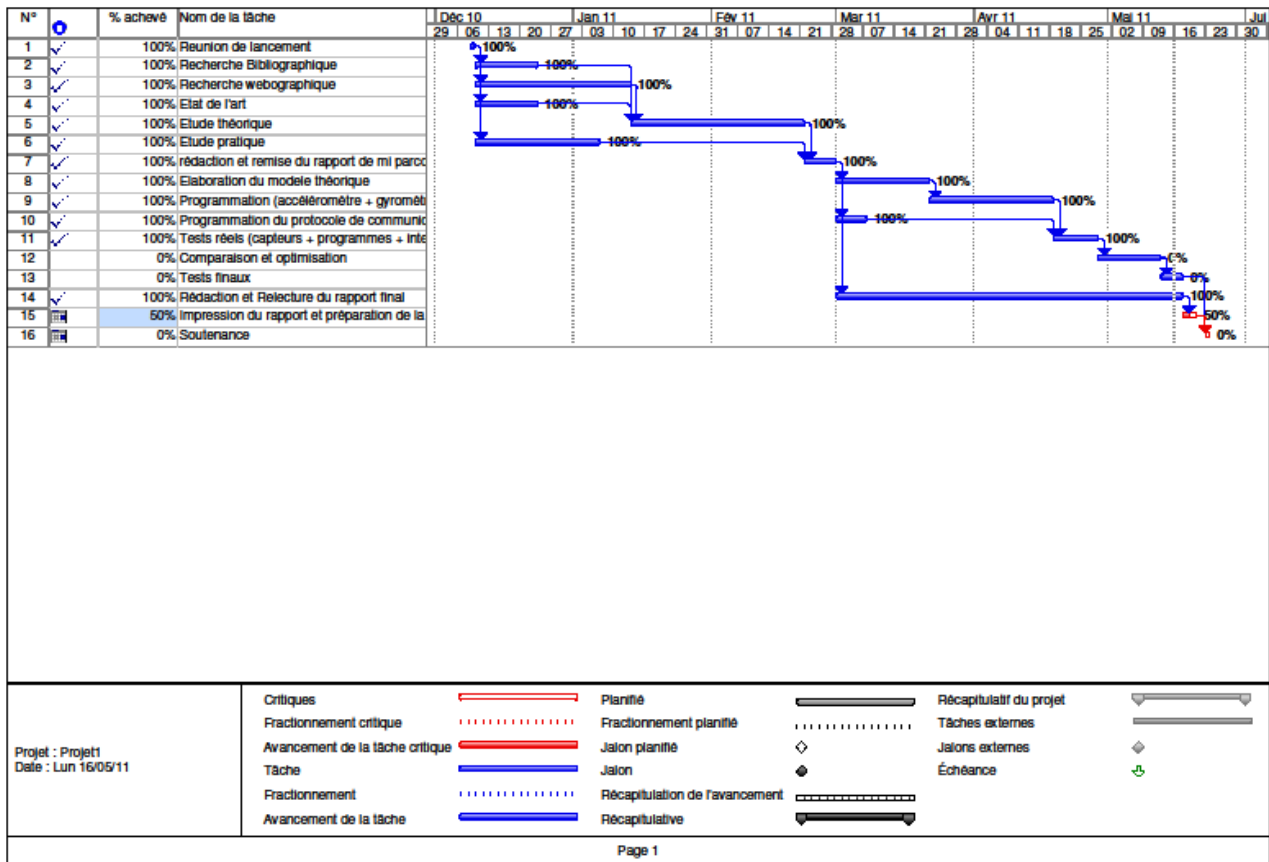 N° % achevé Nom de la tâche Déc 10 Jan 11 Fév 11 Mar 11 Avr 11 Mai 11 Jui
29 06 13 20 27 03 10 17 24 31 07 14 21 28 07 14 21 28 04 11 18 25 02 09 16 23 30
1 100% Reunion de lancement 100%
2 100% Recherche Bibliographique 100%
3 100% Recherche webographique 100%
4 100% Etat de l'art 100%
5 100% Etude théorique 100%
6 100% Etude pratique 100%
7 100% rédaction et remise du rapport de mi parco 100%
8 100% Elaboration du modele théorique 100%
9 100% Programmation (accéléromètre + gyromèt 100%
10 100% Programmation du protocole de communic 100%
11 100% Tests réels (capteurs + programmes + inte 100%
12 0% Comparaison et optimisation 0%
13 0% Tests finaux 0%
14 100% Rédaction et Relecture du rapport final 100%
15 50% Impression du rapport et préparation de la 50%
16 0% Soutenance 0%
Projet : Projet1
Date : Lun 16/05/11
Critiques Planifié Récapitulatif du projet
Fractionnement critique Fractionnement planifié Tâches externes
Avancement de la tâche critique Jalon planifié Jalons externes
Tâche Jalon Échéance
Fractionnement Récapitulation de l'avancement
Avancement de la tâche Récapitulative
Page 1